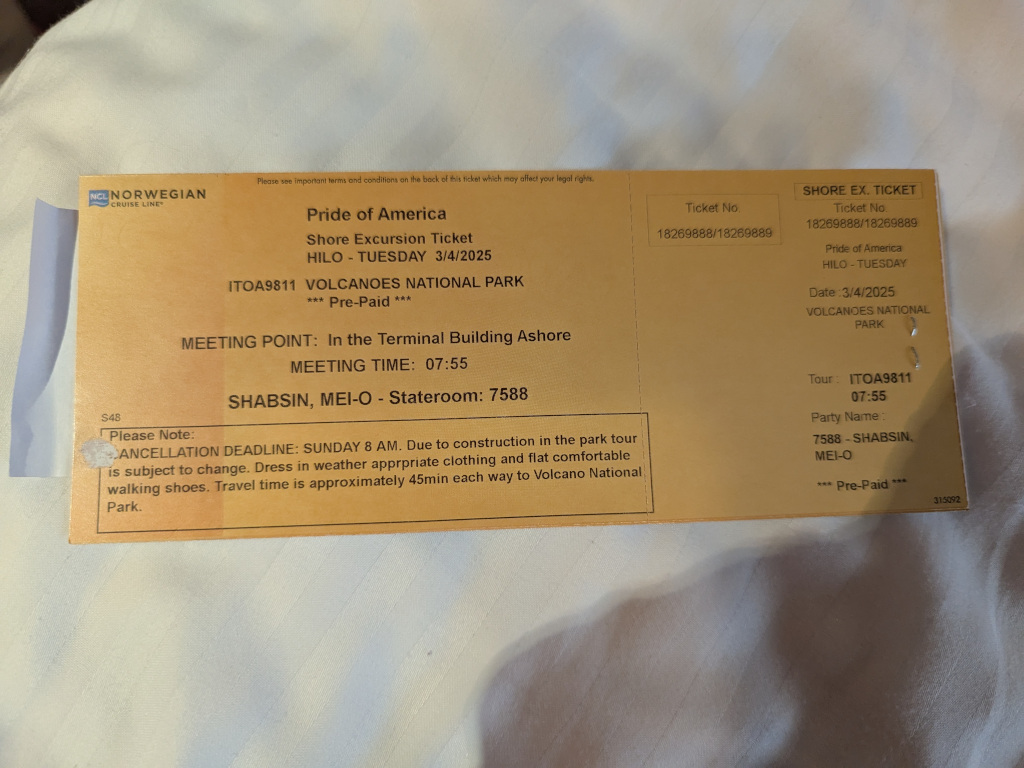 Please see important terms and conditions on the back of this ticket which may affect your legal rights.
NCL NORWEGIAN
CRUISE LINE®
Pride of America
Shore Excursion Ticket
HILO - TUESDAY 3/4/2025
ITOA9811 VOLCANOES NATIONAL PARK
*** Pre-Paid ***
MEETING POINT: In the Terminal Building Ashore
MEETING TIME: 07:55
SHABSIN, MEI-O - Stateroom: 7588
S48
Please Note:
CANCELLATION DEADLINE: SUNDAY 8 AM. Due to construction in the park tour
is subject to change. Dress in weather apprpriate clothing and flat comfortable
walking shoes. Travel time is approximately 45min each way to Volcano National
Park.
Ticket No
18269888/18269889
SHORE EX. TICKET
Ticket No
18269888/18269889
Pride of America
HILO - TUESDAY
Date : 3/4/2025
VOLCANOES NATIONAL
PARK
Tour : ITOA9811
07:55
Party Name :
7588 - SHABSIN,
MEI-O
*** Pre-Paid ***
315092